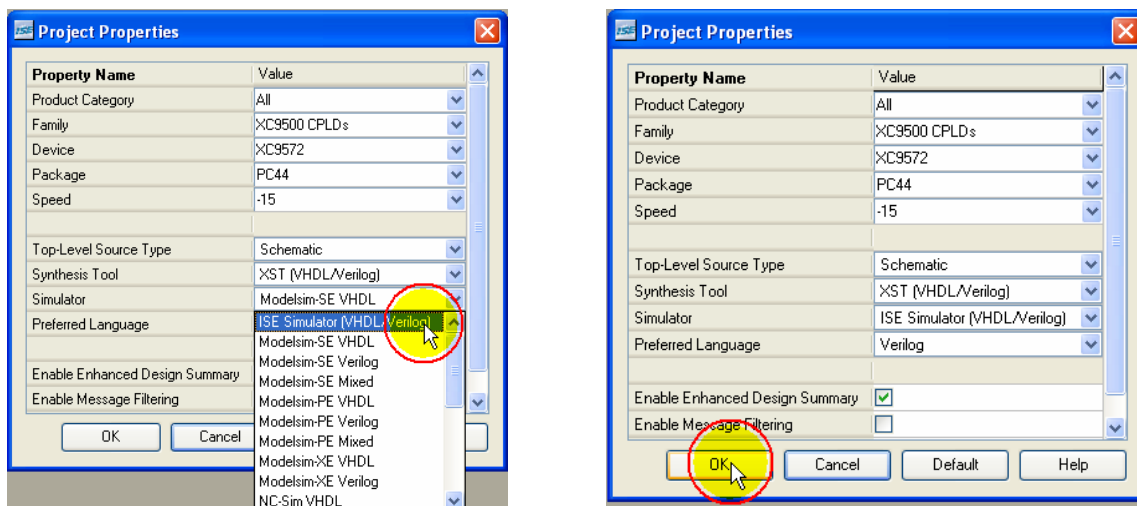 ISE Project Properties
Property Name Value
Product Category All
Family XC9500 CPLDs
Device XC9572
Package PC44
Speed -15
Top-Level Source Type Schematic
Synthesis Tool XST (VHDL/Verilog)
Simulator Modelsim-SE VHDL
Preferred Language ISE Simulator (VHDL/Verilog)
Modelsim-SE VHDL
Modelsim-SE Verilog
Enable Enhanced Design Summary Modelsim-SE Mixed
Enable Message Filtering Modelsim-PE VHDL
Modelsim-PE Verilog
OK Cancel Modelsim-PE Mixed
Modelsim-XE VHDL
Modelsim-XE Verilog
NC-Sim VHDL
ISE Project Properties
Property Name Value
Product Category All
Family XC9500 CPLDs
Device XC9572
Package PC44
Speed -15
Top-Level Source Type Schematic
Synthesis Tool XST (VHDL/Verilog)
Simulator ISE Simulator (VHDL/Verilog)
Preferred Language Verilog
Enable Enhanced Design Summary
Enable Message Filtering
OK Cancel Default Help